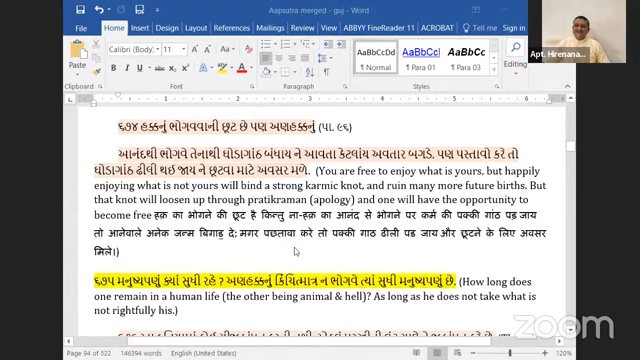 Aapsutra merged - guj - Word
File Home Insert Design Layout References Mailings Review View ABBYY FineReader 11 ACROBAT
Paste
Clipboard
Calibri (Body) 11
Font
Paragraph
Styles
AaBbCcDd AaBbCcL AaBbCcDd
¶ Normal ¶ Para 01 ¶ Para 03
Editing
Apt. Hirenana...
૬૭૪ હક્કનું ભોગવવાની છૂટ છે પણ અણહક્કનું (પા. ૯૬)
આનંદથી ભોગવે તેનાથી ઘોડાગાંઠ બંધાય ને આવતા કેટલાંય અવતાર બગડે. પણ પસ્તાવો કરે તો
ઘોડાગાંઠ ઢીલી થઈ જાય ને છૂટવા માટે અવસર મળે. (You are free to enjoy what is yours, but happily
enjoying what is not yours will bind a strong karmic knot, and ruin many more future births. But
that knot will loosen up through pratikraman (apology) and one will have the opportunity to
become free हक़ का भोगने की छूट है किन्तु ना-हक़ का आनंद से भोगने पर कर्म की पक्की गांठ पड़ जाय
तो आनेवाले अनेक जन्म बिगाड़ दे; मगर पछतावा करे तो पक्की गाठ ढीली पड जाय और छूटने के लिए अवसर
मिले।)
૬૭૫ મનુષ્યપણું ક્યાં સુધી રહે ? અણહક્કનું કિંચિત્માત્ર ન ભોગવે ત્યાં સુધી મનુષ્યપણું છે. (How long does
one remain in a human life (the other being animal & hell)? As long as he does not take what is
not rightfully his.)
zoom
Page 94 of 522 146394 words 120%